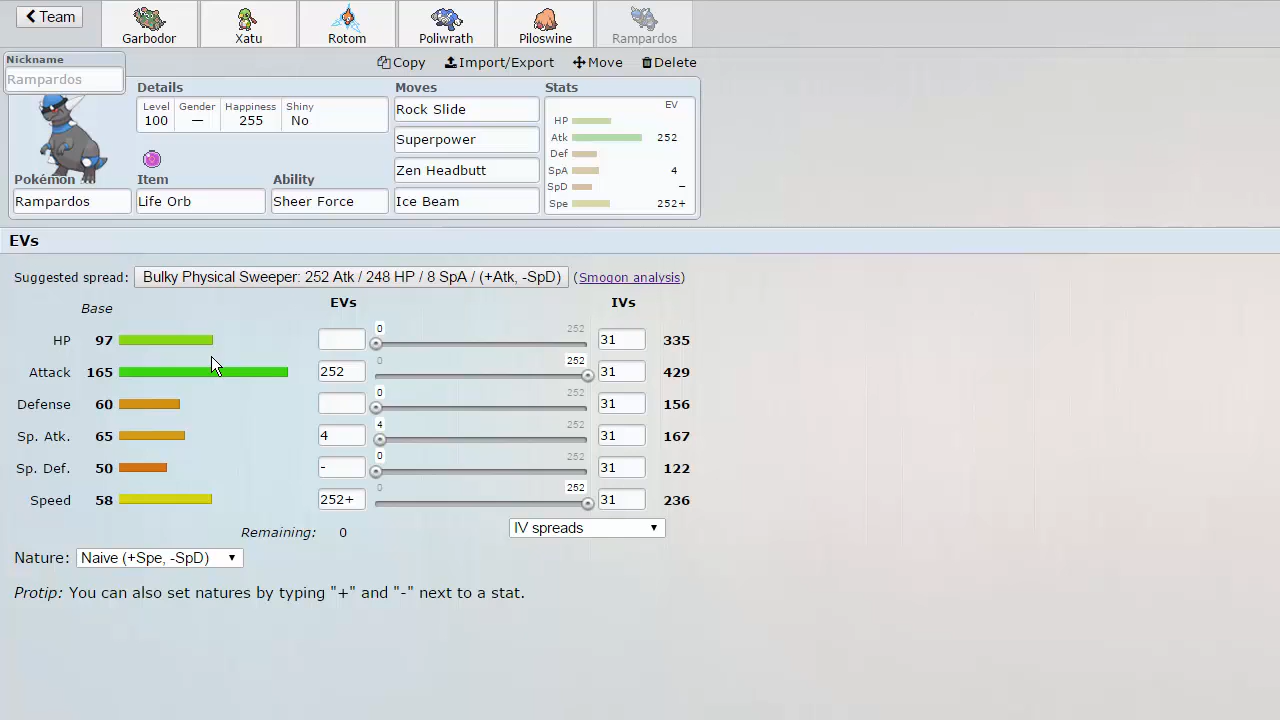 Team
Garbodor Xatu Rotom Poliwrath Piloswine Rampardos
Nickname
Rampardos
Copy Import/Export Move Delete
Details Moves Stats
Level Gender Happiness Shiny
100 — 255 No
Rock Slide
Superpower
Zen Headbutt
Ice Beam
EV
HP
Atk 252
Def
SpA 4
SpD –
Spe 252+
Item Ability
Rampardos Life Orb Sheer Force
EVs
Suggested spread: Bulky Physical Sweeper: 252 Atk / 248 HP / 8 SpA / (+Atk, -SpD) (Smogon analysis)
Base EVs IVs
HP 97 0 252 31 335
Attack 165 252 0 252 31 429
Defense 60 0 252 31 156
Sp. Atk. 65 4 4 252 31 167
Sp. Def. 50 - 0 252 31 122
Speed 58 252+ 0 252 31 236
Remaining: 0 IV spreads
Nature: Naive (+Spe, -SpD)
Protip: You can also set natures by typing "+" and "-" next to a stat.